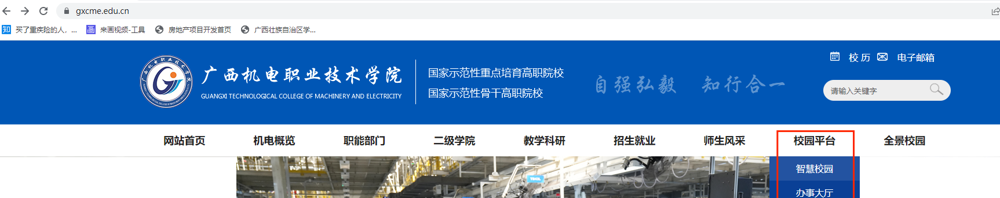 gxcme.edu.cn
知 买了重疾险的人，... 画 来画视频-工具 房地产项目开发首页 广西壮族自治区学...
校 历 电子邮箱
广西机电职业技术学院
GUANGXI TECHNOLOGICAL COLLEGE OF MACHINERY AND ELECTRICITY
国家示范性重点培育高职院校
国家示范性骨干高职院校
自强弘毅 知行合一
请输入关键字
网站首页 机电概览 职能部门 二级学院 教学科研 招生就业 师生风采 校园平台 全景校园
智慧校园
办事大厅